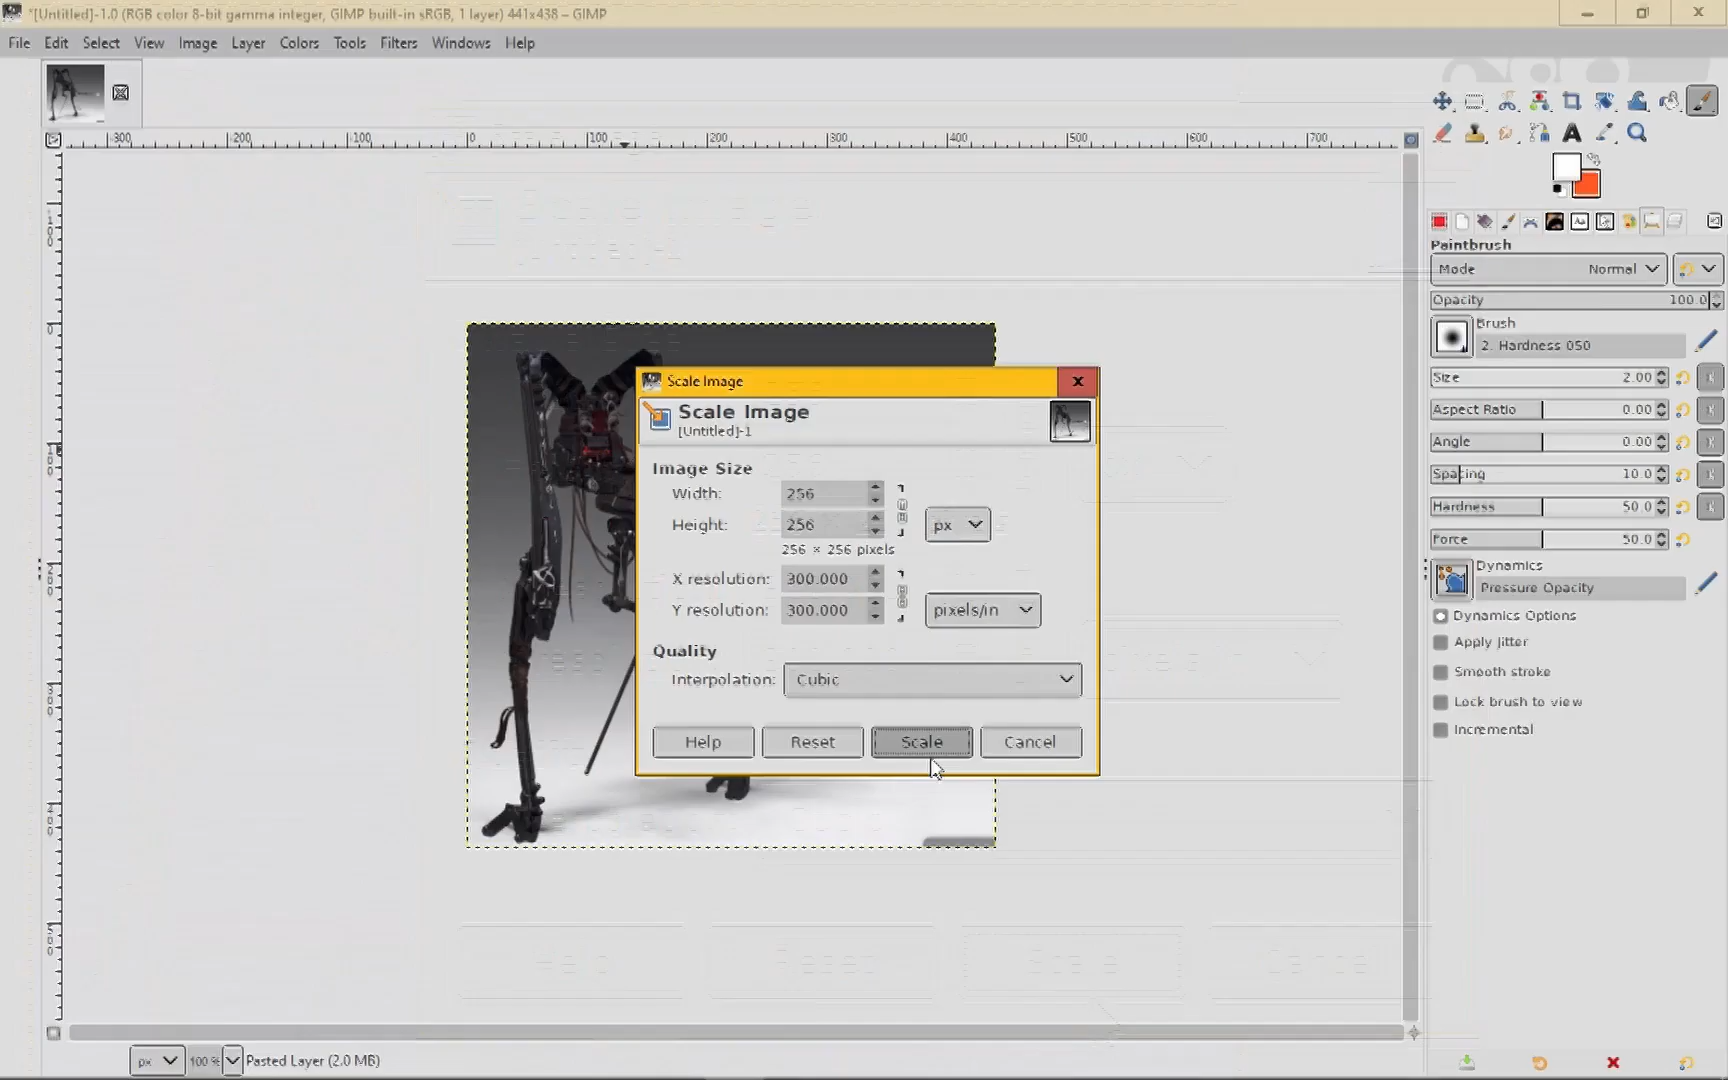 *[Untitled]-1.0 (RGB color 8-bit gamma integer, GIMP built-in sRGB, 1 layer) 441x438 – GIMP
File Edit Select View Image Layer Colors Tools Filters Windows Help
-300 -200 -100 0 100 200 300 400 500 600 700
Paintbrush
Mode Normal
Opacity 100.0
Brush
2. Hardness 050
Size 2.00
Aspect Ratio 0.00
Angle 0.00
Spacing 10.0
Hardness 50.0
Force 50.0
Dynamics
Pressure Opacity
Dynamics Options
Apply Jitter
Smooth stroke
Lock brush to view
Incremental
Scale Image
Scale Image
[Untitled]-1
Image Size
Width: 256
Height: 256 px
256 × 256 pixels
X resolution: 300.000
Y resolution: 300.000 pixels/in
Quality
Interpolation: Cubic
Help Reset Scale Cancel
px 100 % Pasted Layer (2.0 MB)